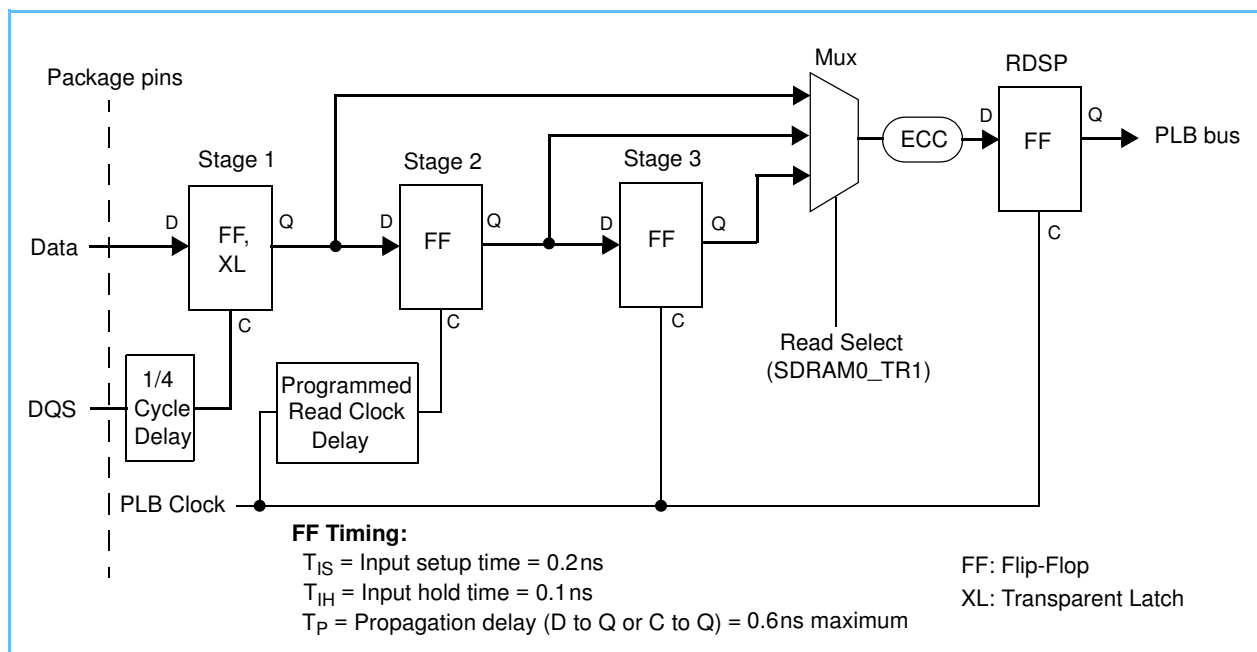 Package pins
Mux
RDSP
Stage 1
Stage 2
Stage 3
D
Q
FF,
XL
C
D
Q
FF
C
D
Q
FF
C
ECC
D
Q
FF
C
PLB bus
Data
DQS
1/4
Cycle
Delay
Programmed
Read Clock
Delay
Read Select
(SDRAM0_TR1)
PLB Clock
FF Timing:
TIS = Input setup time = 0.2ns
TIH = Input hold time = 0.1ns
TP = Propagation delay (D to Q or C to Q) = 0.6ns maximum
FF: Flip-Flop
XL: Transparent Latch